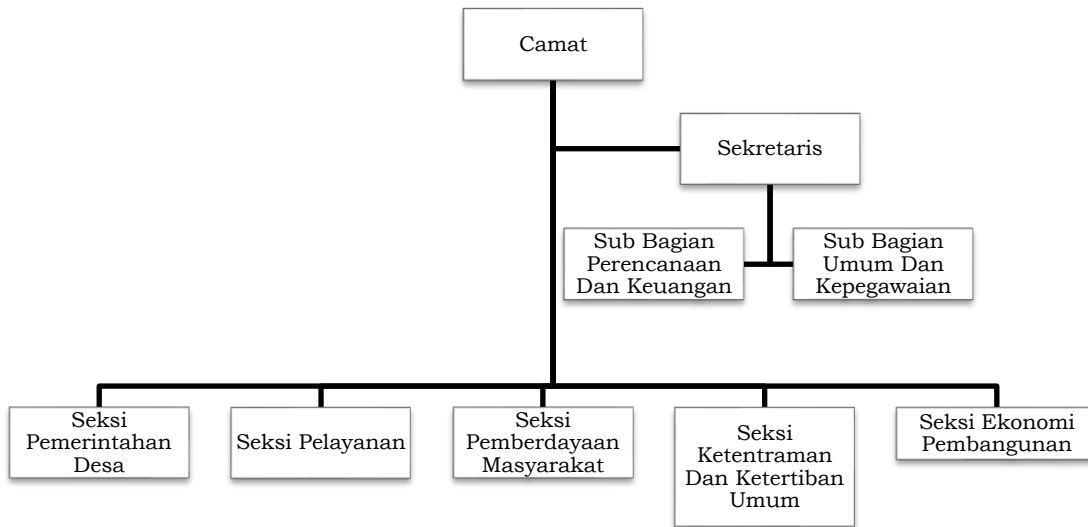 Camat
Sekretaris
Sub Bagian
Perencanaan
Dan Keuangan
Sub Bagian
Umum Dan
Kepegawaian
Seksi
Pemerintahan
Desa
Seksi Pelayanan
Seksi
Pemberdayaan
Masyarakat
Seksi
Ketentraman
Dan Ketertiban
Umum
Seksi Ekonomi
Pembangunan